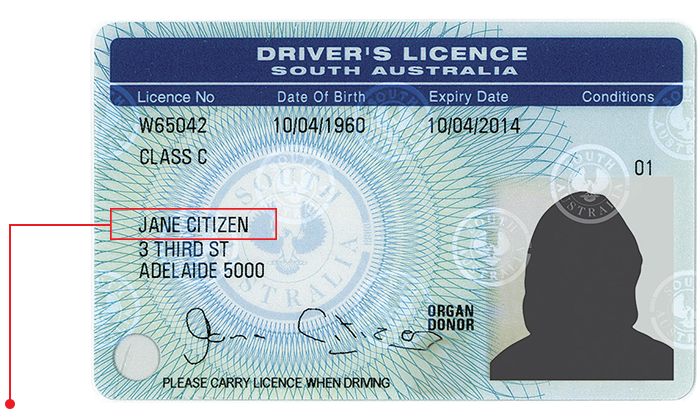 DRIVER'S LICENCE
SOUTH AUSTRALIA
Licence No Date Of Birth Expiry Date Conditions
W65042 10/04/1960 10/04/2014
CLASS C
01
SOUTH AUSTRALIA
JANE CITIZEN
3 THIRD ST
ADELAIDE 5000
Jane Citizen
ORGAN
DONOR
PLEASE CARRY LICENCE WHEN DRIVING